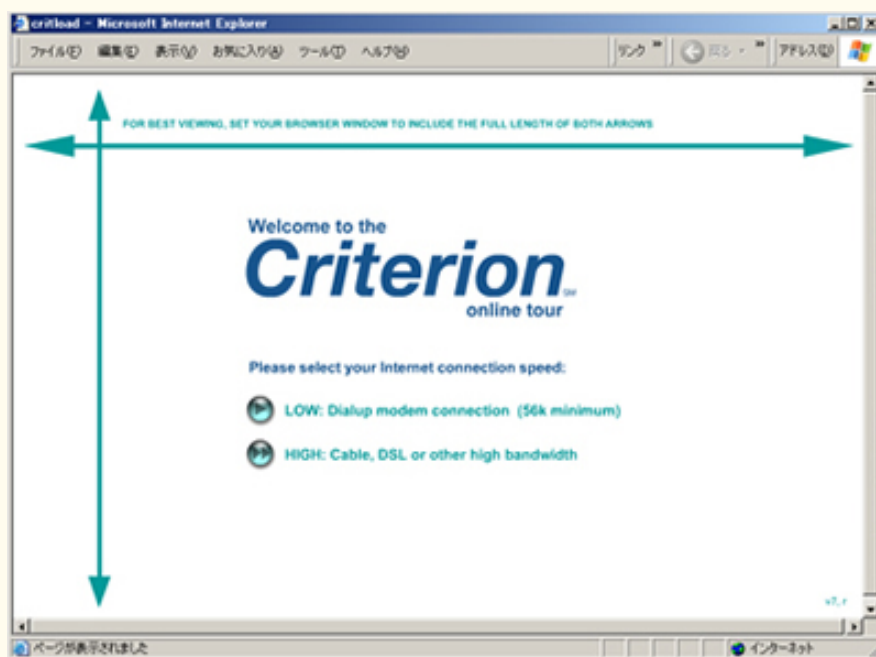 critload - Microsoft Internet Explorer
ファイル(F) 編集(E) 表示(V) お気に入り(A) ツール(T) ヘルプ(H) リンク » 戻る » アドレス(D)
FOR BEST VIEWING, SET YOUR BROWSER WINDOW TO INCLUDE THE FULL LENGTH OF BOTH ARROWS
Welcome to the
Criterion SM
online tour
Please select your Internet connection speed:
LOW: Dialup modem connection (56k minimum)
HIGH: Cable, DSL or other high bandwidth
v7, r
ページが表示されました インターネット